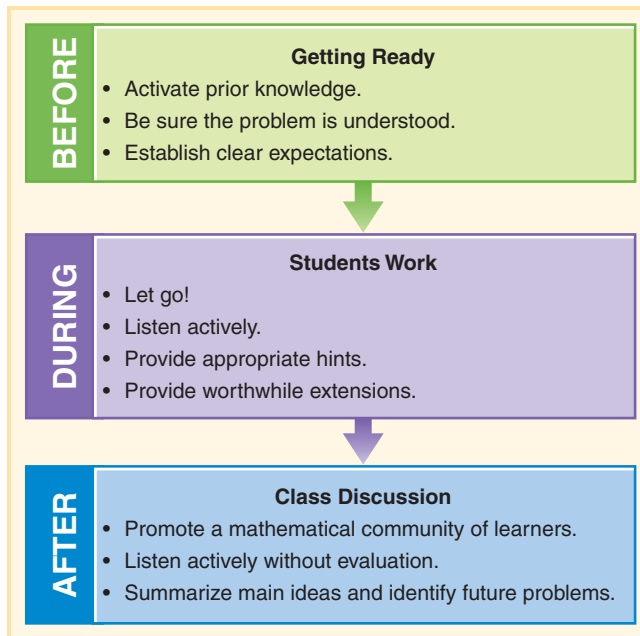 BEFORE
Getting Ready
• Activate prior knowledge.
• Be sure the problem is understood.
• Establish clear expectations.
DURING
Students Work
• Let go!
• Listen actively.
• Provide appropriate hints.
• Provide worthwhile extensions.
AFTER
Class Discussion
• Promote a mathematical community of learners.
• Listen actively without evaluation.
• Summarize main ideas and identify future problems.